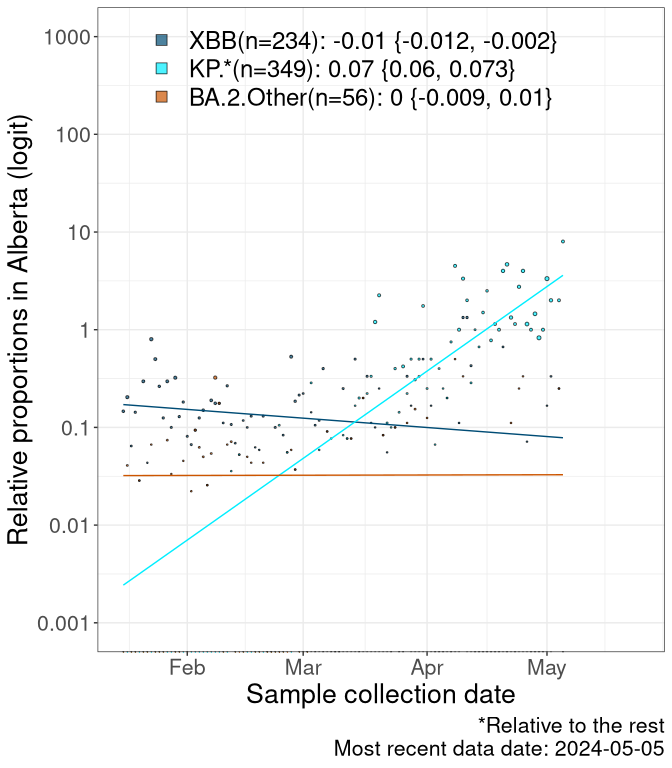 XBB(n=234): -0.01 {-0.012, -0.002}
KP.*(n=349): 0.07 {0.06, 0.073}
BA.2.Other(n=56): 0 {-0.009, 0.01}
Relative proportions in Alberta (logit)
1000
100
10
1
0.1
0.01
0.001
Feb Mar Apr May
Sample collection date
*Relative to the rest
Most recent data date: 2024-05-05